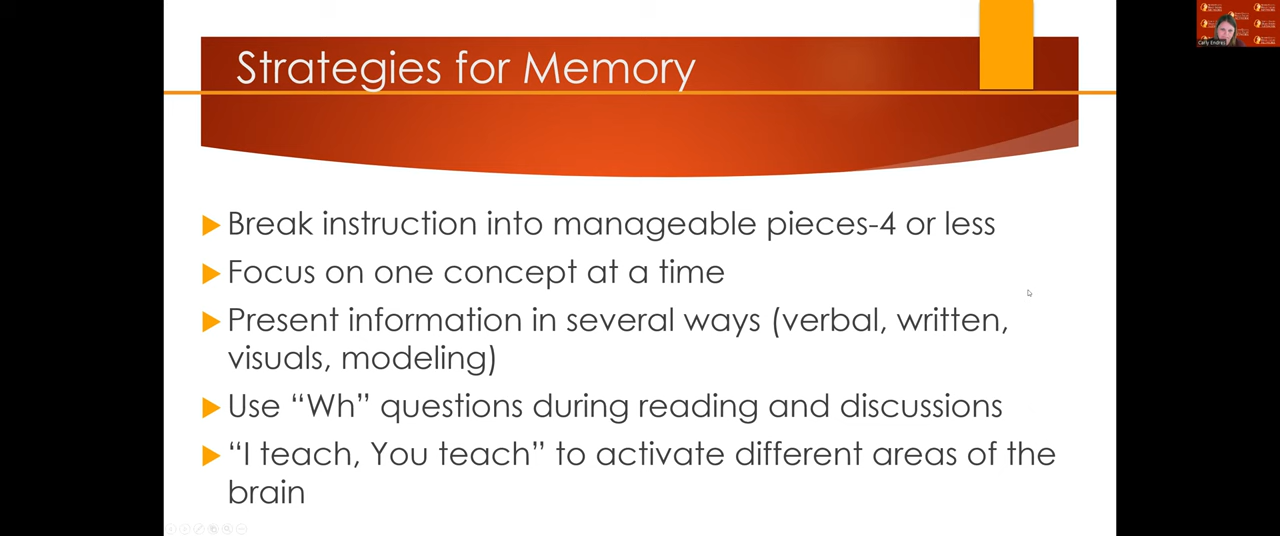 Strategies for Memory
Break instruction into manageable pieces-4 or less
Focus on one concept at a time
Present information in several ways (verbal, written,
visuals, modeling)
Use “Wh” questions during reading and discussions
“I teach, You teach” to activate different areas of the
brain
Carly Endres